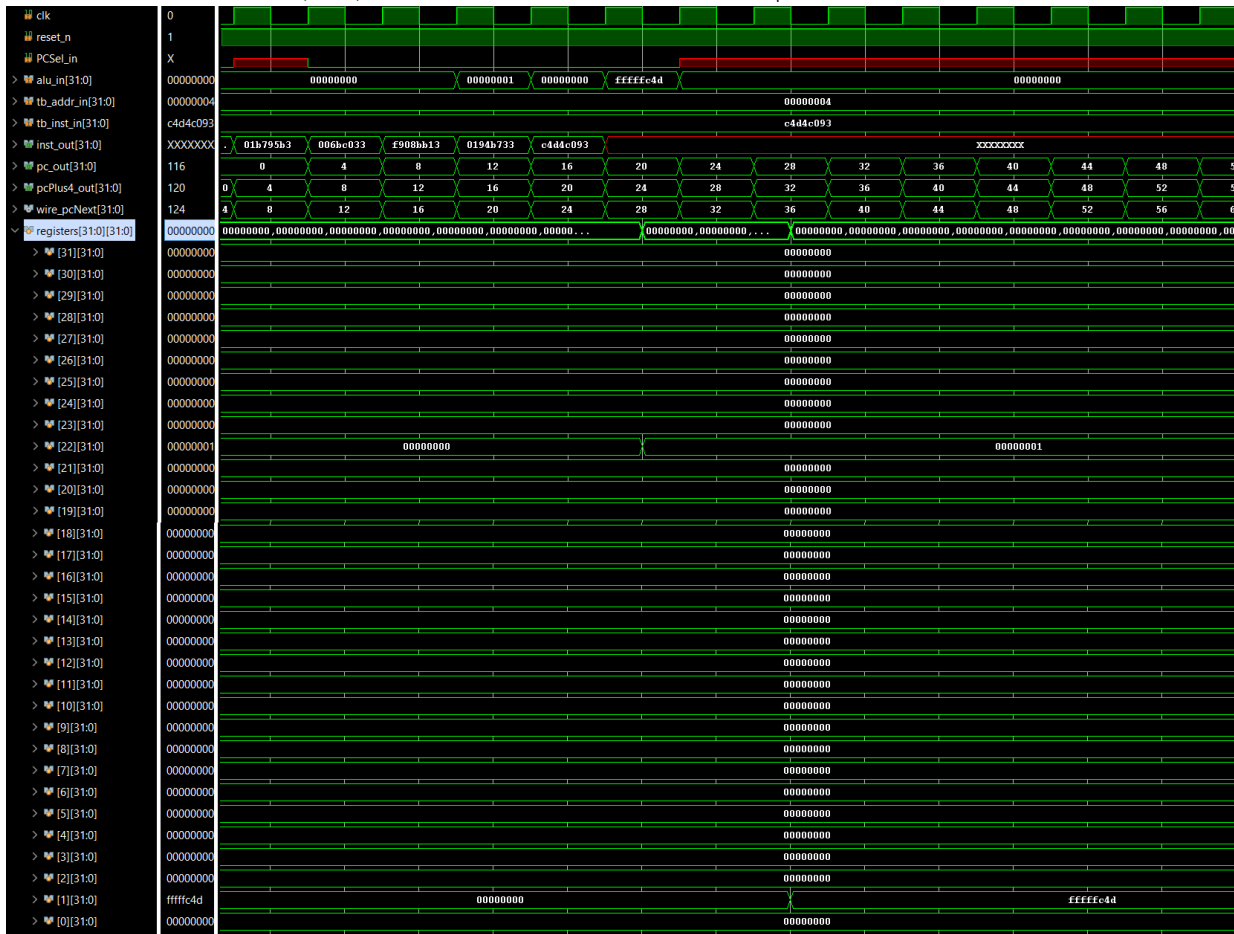 clk 0
reset_n 1
PCSel_in X
alu_in[31:0] 00000000 00000000 00000001 00000000 fffffc4d 00000000
tb_addr_in[31:0] 00000004 00000004
tb_inst_in[31:0] c4d4c093 c4d4c093
inst_out[31:0] XXXXXXX . 01b795b3 006bc033 f908bb13 0194b733 c4d4c093 XXXXXXXX
pc_out[31:0] 116 0 4 8 12 16 20 24 28 32 36 40 44 48 5
pcPlus4_out[31:0] 120 0 4 8 12 16 20 24 28 32 36 40 44 48 52 5
wire_pcNext[31:0] 124 4 8 12 16 20 24 28 32 36 40 44 48 52 56 6
registers[31:0][31:0] 00000000 00000000,00000000,00000000,00000000,00000000,00000000,00000... 00000000,00000000,... 00000000,00000000,00000000,00000000,00000000,00000000,00000000,00
[31][31:0] 00000000 00000000
[30][31:0] 00000000 00000000
[29][31:0] 00000000 00000000
[28][31:0] 00000000 00000000
[27][31:0] 00000000 00000000
[26][31:0] 00000000 00000000
[25][31:0] 00000000 00000000
[24][31:0] 00000000 00000000
[23][31:0] 00000000 00000000
[22][31:0] 00000001 00000000 00000001
[21][31:0] 00000000 00000000
[20][31:0] 00000000 00000000
[19][31:0] 00000000 00000000
[18][31:0] 00000000 00000000
[17][31:0] 00000000 00000000
[16][31:0] 00000000 00000000
[15][31:0] 00000000 00000000
[14][31:0] 00000000 00000000
[13][31:0] 00000000 00000000
[12][31:0] 00000000 00000000
[11][31:0] 00000000 00000000
[10][31:0] 00000000 00000000
[9][31:0] 00000000 00000000
[8][31:0] 00000000 00000000
[7][31:0] 00000000 00000000
[6][31:0] 00000000 00000000
[5][31:0] 00000000 00000000
[4][31:0] 00000000 00000000
[3][31:0] 00000000 00000000
[2][31:0] 00000000 00000000
[1][31:0] fffffc4d 00000000 fffffc4d
[0][31:0] 00000000 00000000